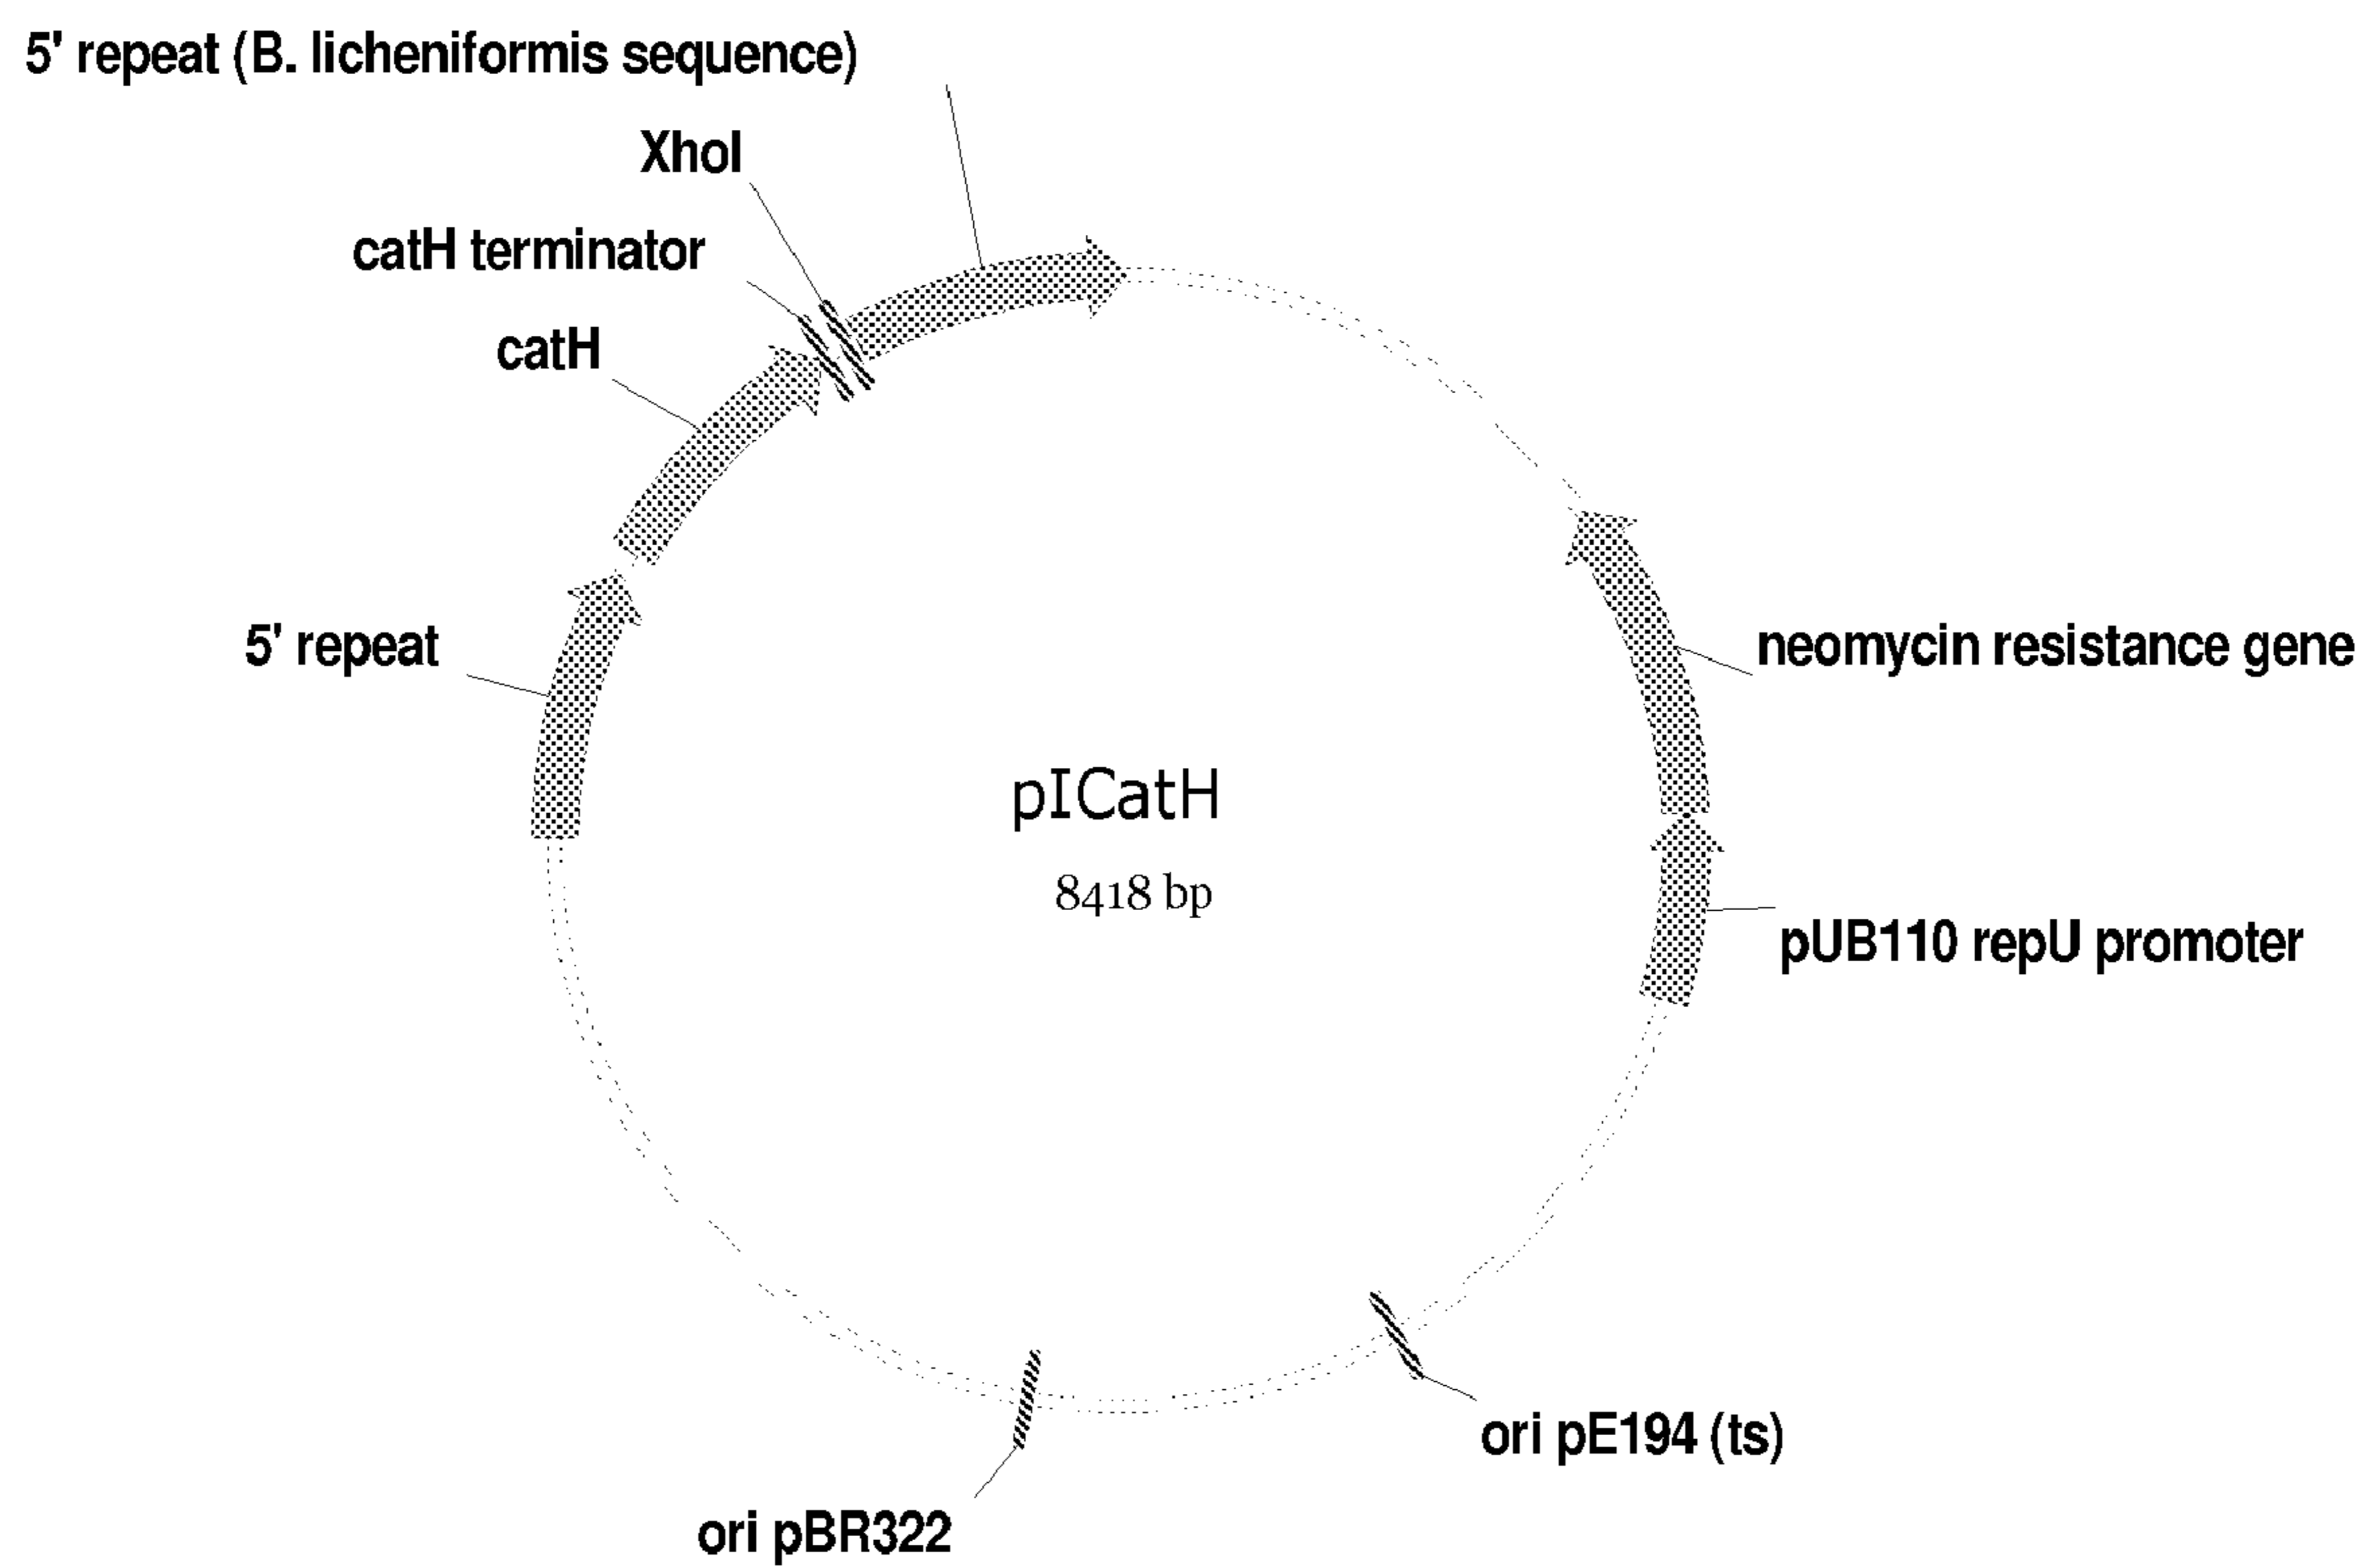 5' repeat (B. licheniformis sequence)
XhoI
catH terminator
catH
5' repeat
neomycin resistance gene
pICatH
8418 bp
pUB110 repU promoter
ori pE194 (ts)
ori pBR322